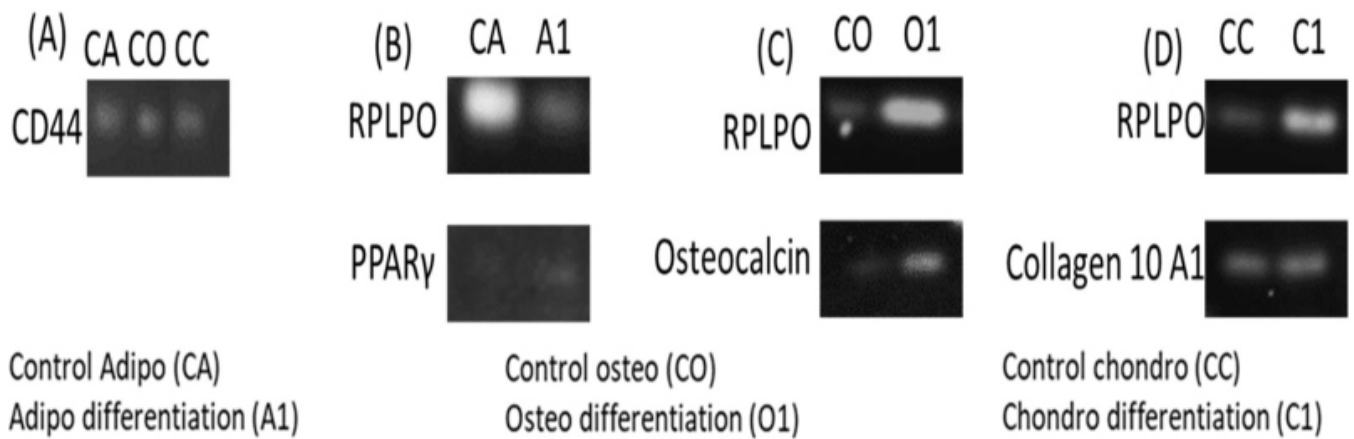 (A)
CA CO CC
CD44
(B)
CA A1
RPLPO
PPARγ
(C)
CO O1
RPLPO
Osteocalcin
(D)
CC C1
RPLPO
Collagen 10 A1
Control Adipo (CA)
Adipo differentiation (A1)
Control osteo (CO)
Osteo differentiation (O1)
Control chondro (CC)
Chondro differentiation (C1)